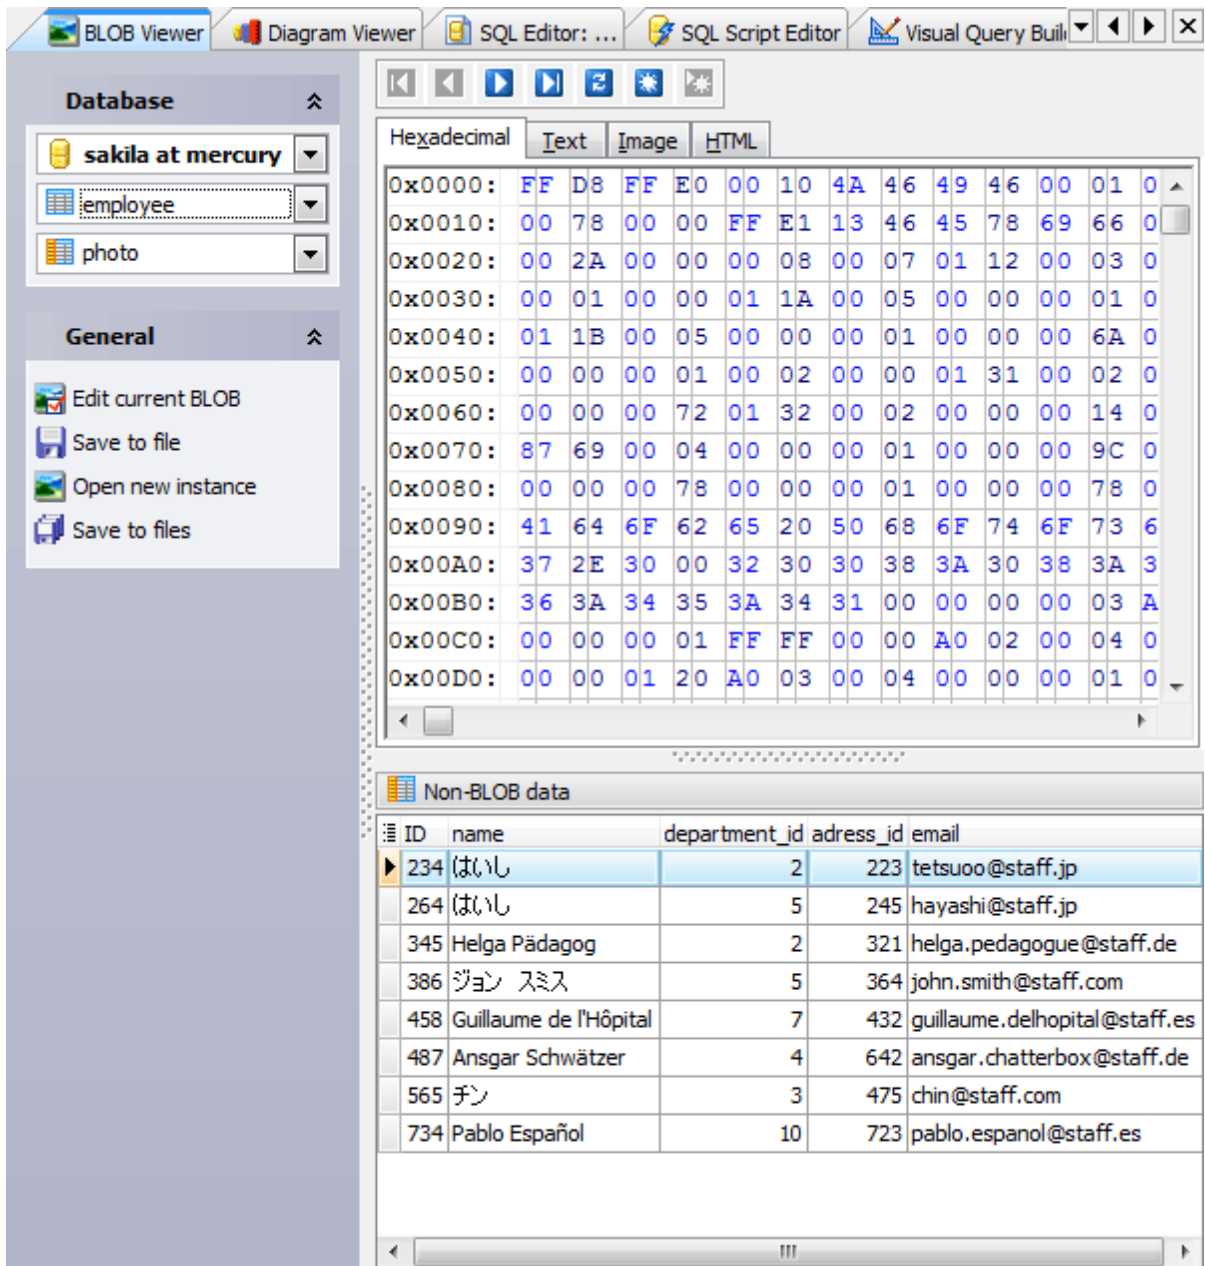 BLOB Viewer Diagram Viewer SQL Editor: ... SQL Script Editor Visual Query Buil
Database
sakila at mercury
employee
photo
General
Edit current BLOB
Save to file
Open new instance
Save to files
Hexadecimal Text Image HTML
0x0000: FF D8 FF E0 00 10 4A 46 49 46 00 01 0
0x0010: 00 78 00 00 FF E1 13 46 45 78 69 66 0
0x0020: 00 2A 00 00 00 08 00 07 01 12 00 03 0
0x0030: 00 01 00 00 01 1A 00 05 00 00 00 01 0
0x0040: 01 1B 00 05 00 00 00 01 00 00 00 6A 0
0x0050: 00 00 00 01 00 02 00 00 01 31 00 02 0
0x0060: 00 00 00 72 01 32 00 02 00 00 00 14 0
0x0070: 87 69 00 04 00 00 00 01 00 00 00 9C 0
0x0080: 00 00 00 78 00 00 00 01 00 00 00 78 0
0x0090: 41 64 6F 62 65 20 50 68 6F 74 6F 73 6
0x00A0: 37 2E 30 00 32 30 30 38 3A 30 38 3A 3
0x00B0: 36 3A 34 35 3A 34 31 00 00 00 00 03 A
0x00C0: 00 00 00 01 FF FF 00 00 A0 02 00 04 0
0x00D0: 00 00 01 20 A0 03 00 04 00 00 00 01 0
Non-BLOB data
ID name department_id adress_id email
234 はいし 2 223 tetsuoo@staff.jp
264 はいし 5 245 hayashi@staff.jp
345 Helga Pädagog 2 321 helga.pedagogue@staff.de
386 ジョン スミス 5 364 john.smith@staff.com
458 Guillaume de l'Hôpital 7 432 guillaume.delhopital@staff.es
487 Ansgar Schwätzer 4 642 ansgar.chatterbox@staff.de
565 チン 3 475 chin@staff.com
734 Pablo Español 10 723 pablo.espanol@staff.es